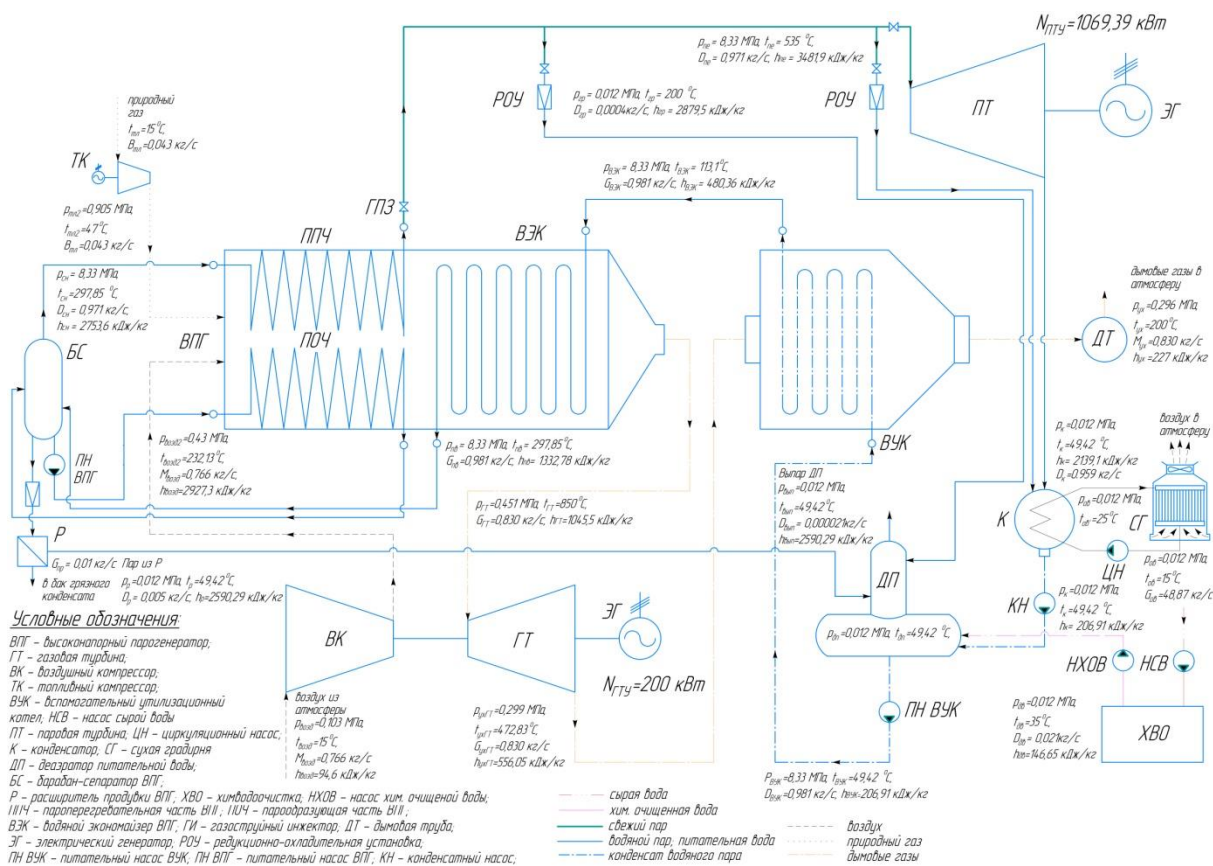 N_ПТУ=1069,39 кВт
p_пе= 8,33 МПа, t_пе= 535 °С,
D_пе= 0,971 кг/с, h_пе= 3481,9 кДж/кг
природный
газ
t_тл=15°С
B_тл=0,043 кг/с
ТК
РОУ
p_др= 0,012 МПа, t_др= 200 °С,
D_др= 0,0004кг/с, h_др= 2879,5 кДж/кг
РОУ
ПТ
ЭГ
p_ВЭК= 8,33 МПа, t_ВЭК= 113,1°С,
G_ВЭК=0,981 кг/с, h_ВЭК= 480,36 кДж/кг
p_тл2=0,905 МПа,
t_тл2=47°С
B_тл=0,043 кг/с
ГПЗ
ППЧ
ВЭК
p_сн= 8,33 МПа,
t_сн=297,85 °С,
D_сн = 0,971 кг/с,
h_сн= 2753,6 кДж/кг
БС
ВПГ
ПОЧ
дымовые газы в
атмосферу
p_ух=0,296 МПа,
t_ух=200°С,
M_ух=0,830 кг/с
h_ух=227 кДж/кг
ДТ
ПН
ВПГ
p_возд2=0,43 МПа,
t_возд2=232,13°С,
M_возд=0,766 кг/с
h_возд=2927,3кДж/кг
p_пв= 8,33 МПа, t_пв= 297,85°С,
G_пв=0,981 кг/с, h_пв= 1332,78 кДж/кг
ВУК
Выпар ДП
p_вып=0,012 МПа,
t_вып=49,42°С,
D_вып=0,000021кг/с,
h_вып=2590,29 кДж/кг
p_к=0,012 МПа,
t_к=49,42°С
h_к= 2139,1 кДж/кг
D_к=0,959 кг/с
воздух в
атмосферу
К
p_ов=0,012 МПа,
t_ов=25°С
СГ
p_ГТ=0,451 МПа, t_ГТ=850°С,
G_ГТ=0,830 кг/с, h_ГТ=1045,5 кДж/кг
Р
G_пр= 0,01 кг/с Пар из Р
в бак грязного
конденсата
p_р=0,012 МПа, t_р=49,42°С,
D_р= 0,005 кг/с, h_р=2590,29 кДж/кг
ДП
ЦН
p_ов=0,012 МПа,
t_ов=15°С
G_ов=48,87 кг/с
КН
p_к=0,012 МПа,
t_к=49,42°С,
h_к= 206,91 кДж/кг
p_дп=0,012 МПа, t_дп=49,42 °С,
ВК
ГТ
ЭГ
N_ГТУ=200 кВт
НХОВ
НСВ
воздух из
атмосферы
p_возд=0,103 МПа,
t_возд=15°С,
M_возд=0,766 кг/с
h_возд=94,6 кДж/кг
p_ухГТ=0,299 МПа,
t_ухГТ=472,83°С,
G_ухГТ=0,830 кг/с
h_ухГТ=556,05 кДж/кг
ПН ВУК
p_дв=0,012 МПа,
t_дв=35°С
D_дв=0,021кг/с
h_дв=146,65 кДж/кг
ХВО
P_ВУК=8,33 МПа, t_ВУК=49,42°С,
D_ВУК=0,981 кг/с, h_ВУК=206,91 кДж/кг
Условные обозначения:
ВПГ – высоконапорный парогенератор;
ГТ – газовая турбина;
ВК – воздушный компрессор;
ТК – топливный компрессор;
ВУК – вспомогательный утилизационный
котел; НСВ – насос сырой воды
ПТ – паровая турбина; ЦН – циркуляционный насос;
К – конденсатор, СГ – сухая градирня
ДП – деаэратор питательной воды;
БС – барабан-сепаратор ВПГ;
Р – расширитель продувки ВПГ; ХВО – химводоочистка; НХОВ – насос хим. очищеной воды;
ППЧ – пароперегревательная часть ВПГ, ПОЧ – парообразующая часть ВПГ;
ВЭК – водяной экономайзер ВПГ, ГИ – газоструйный инжектор, ДТ – дымовая труба;
ЭГ – электрический генератор; РОУ – редукционно-охладительная установка;
ПН ВУК – питательный насос ВУК, ПН ВПГ – питательный насос ВПГ, КН – конденсатный насос;
сырая вода
хим. очищенная вода
свежий пар
водяной пар, питательная вода
конденсат водяного пара
воздух
природный газ
дымовые газы